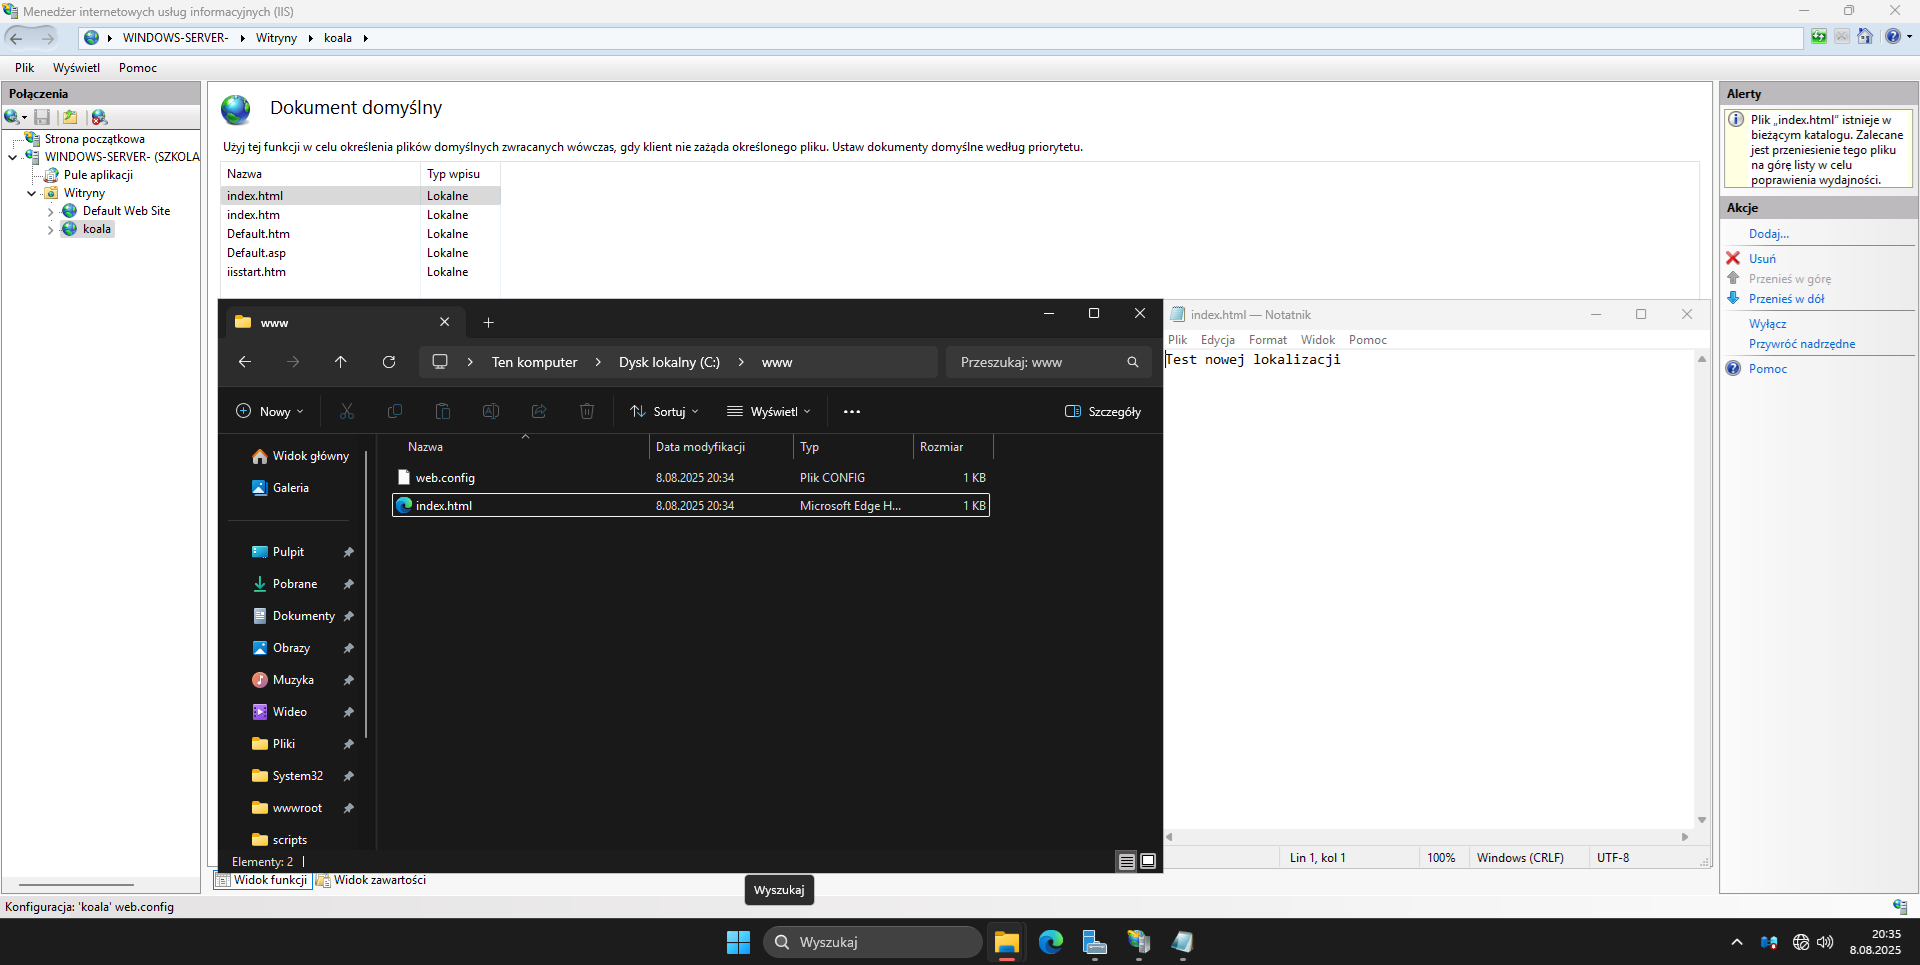 Menedżer internetowych usług informacyjnych (IIS)
WINDOWS-SERVER- Witryny koala
Plik Wyświetl Pomoc
Połączenia
Strona początkowa
WINDOWS-SERVER- (SZKOLA
Pule aplikacji
Witryny
Default Web Site
koala
Dokument domyślny
Użyj tej funkcji w celu określenia plików domyślnych zwracanych wówczas, gdy klient nie zażąda określonego pliku. Ustaw dokumenty domyślne według priorytetu.
Nazwa Typ wpisu
index.html Lokalne
index.htm Lokalne
Default.htm Lokalne
Default.asp Lokalne
iisstart.htm Lokalne
www
Ten komputer Dysk lokalny (C:) www
Przeszukaj: www
Nowy Sortuj Wyświetl Szczegóły
Widok główny
Galeria
Pulpit
Pobrane
Dokumenty
Obrazy
Muzyka
Wideo
Pliki
System32
wwwroot
scripts
Nazwa Data modyfikacji Typ Rozmiar
web.config 8.08.2025 20:34 Plik CONFIG 1 KB
index.html 8.08.2025 20:34 Microsoft Edge H... 1 KB
Elementy: 2
index.html — Notatnik
Plik Edycja Format Widok Pomoc
Test nowej lokalizacji
Lin 1, kol 1 100% Windows (CRLF) UTF-8
Alerty
Plik „index.html” istnieje w
bieżącym katalogu. Zalecane
jest przeniesienie tego pliku
na górę listy w celu
poprawienia wydajności.
Akcje
Dodaj...
Usuń
Przenieś w górę
Przenieś w dół
Wyłącz
Przywróć nadrzędne
Pomoc
Widok funkcji Widok zawartości
Wyszukaj
Konfiguracja: 'koala' web.config
Wyszukaj
20:35
8.08.2025